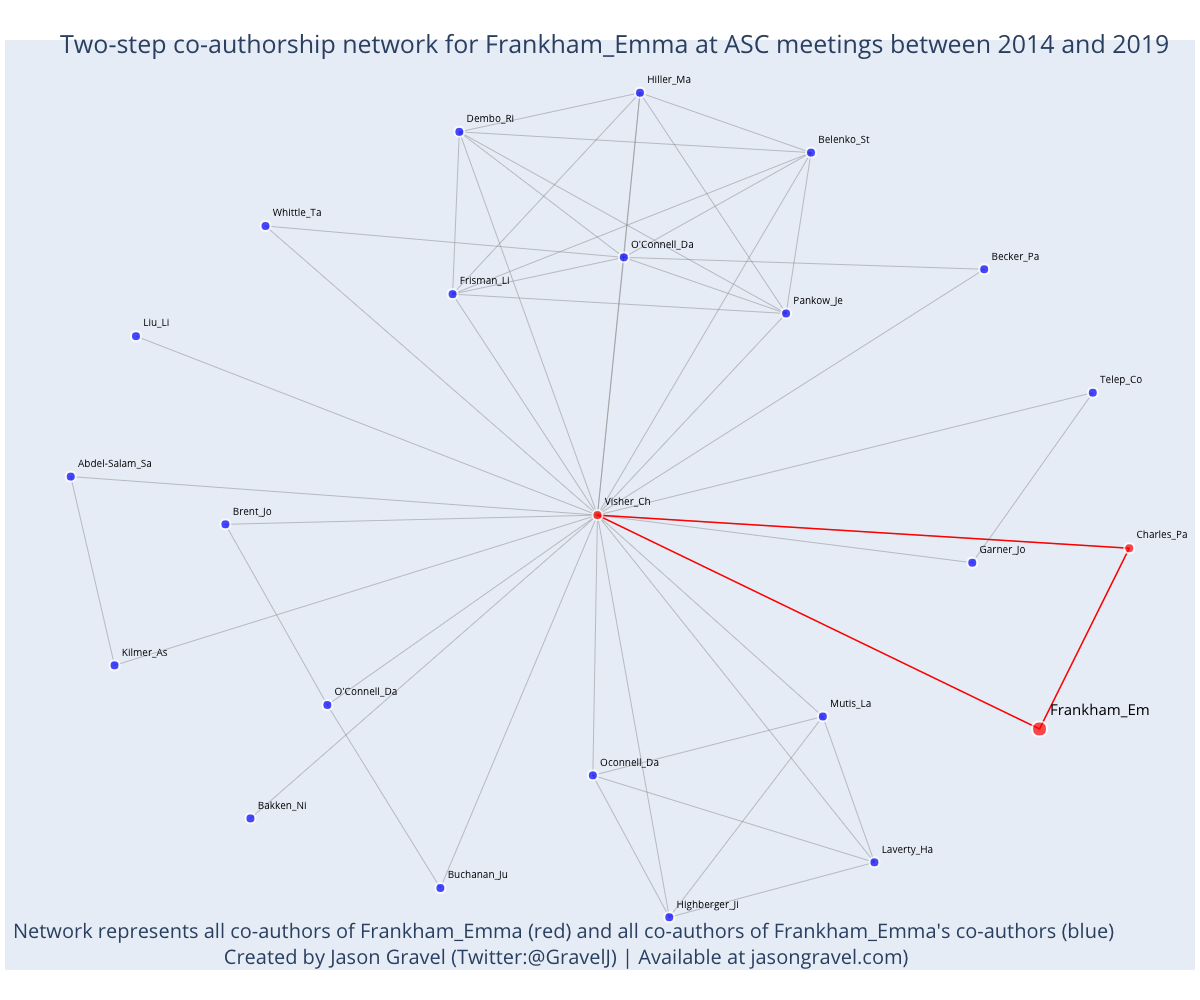 Two-step co-authorship network for Frankham_Emma at ASC meetings between 2014 and 2019
Hiller_Ma
Dembo_Ri
Belenko_St
Whittle_Ta
O'Connell_Da
Becker_Pa
Frisman_Li
Pankow_Je
Liu_Li
Telep_Co
Abdel-Salam_Sa
Visher_Ch
Brent_Jo
Charles_Pa
Garner_Jo
Kilmer_As
O'Connell_Da
Mutis_La
Frankham_Em
Oconnell_Da
Bakken_Ni
Laverty_Ha
Buchanan_Ju
Highberger_Ji
Network represents all co-authors of Frankham_Emma (red) and all co-authors of Frankham_Emma's co-authors (blue)
Created by Jason Gravel (Twitter:@GravelJ) | Available at jasongravel.com)